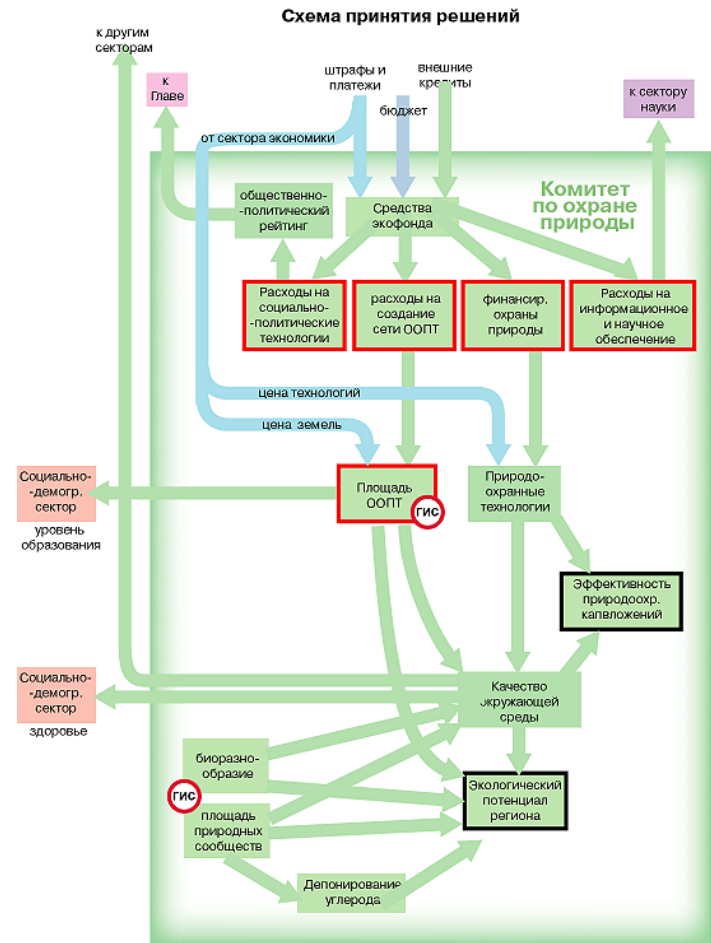 Схема принятия решений
к другим
секторам
штрафы и
платежи
внешние
кредиты
к
Главе
бюджет
к сектору
науки
от сектора экономики
Комитет
по охране
природы
общественно-
-политический
рейтинг
Средства
экофонда
Расходы на
социально-
-политические
технологии
расходы на
создание
сети ООПТ
финансир.
охраны
природы
Расходы на
информационное
и научное
обеспечение
цена технологий
цена земель
Социально-
-демогр.
сектор
уровень
образования
Площадь
ООПТ
ГИС
Природо-
охранные
технологии
Эффективность
природоохр.
капвложений
Социально-
-демогр.
сектор
здоровье
Качество
окружающей
среды
биоразно-
образие
ГИС
площадь
природных
сообществ
Экологический
потенциал
региона
Депонирование
углерода